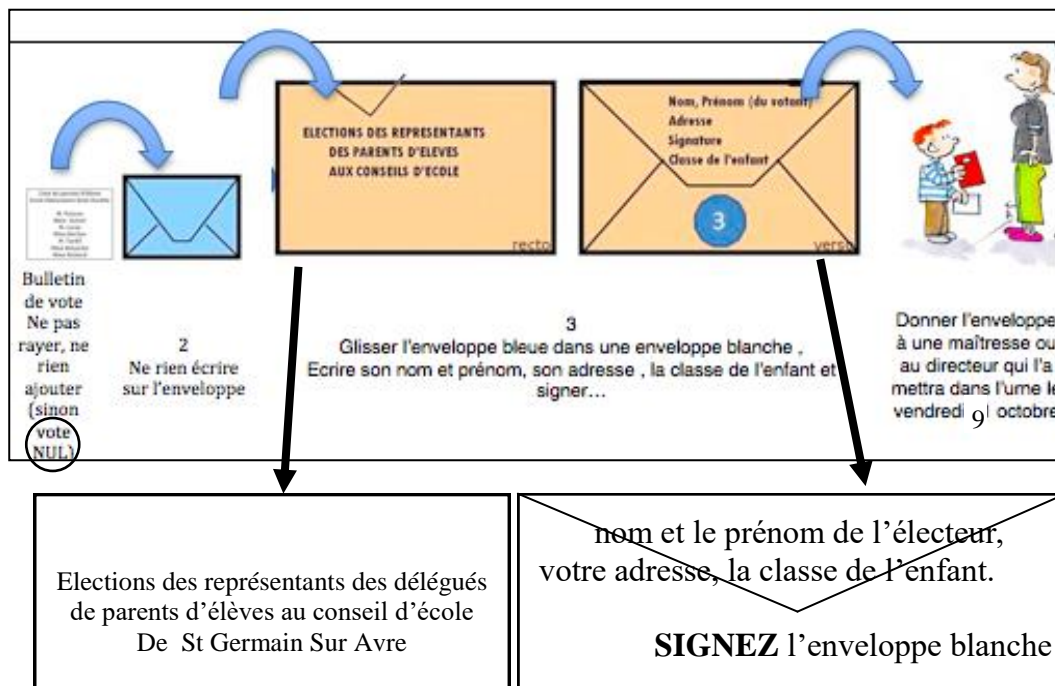 Bulletin
de vote
Ne pas
rayer, ne
rien
ajouter
(sinon
vote
NUL)
2
Ne rien écrire
sur l'enveloppe
ELECTIONS DES REPRESENTANTS
DES PARENTS D'ELEVES
AUX CONSEILS D'ECOLE
recto
Nom, Prénom (du votant)
Adresse
Signature
Classe de l'enfant
3
verso
3
Glisser l'enveloppe bleue dans une enveloppe blanche ,
Ecrire son nom et prénom, son adresse , la classe de l'enfant et
signer…
Donner l'enveloppe
à une maîtresse ou
au directeur qui l'a
mettra dans l'urne le
vendredi 9 octobre
Elections des représentants des délégués
de parents d'élèves au conseil d'école
De St Germain Sur Avre
nom et le prénom de l'électeur,
votre adresse, la classe de l'enfant.
SIGNEZ l'enveloppe blanche